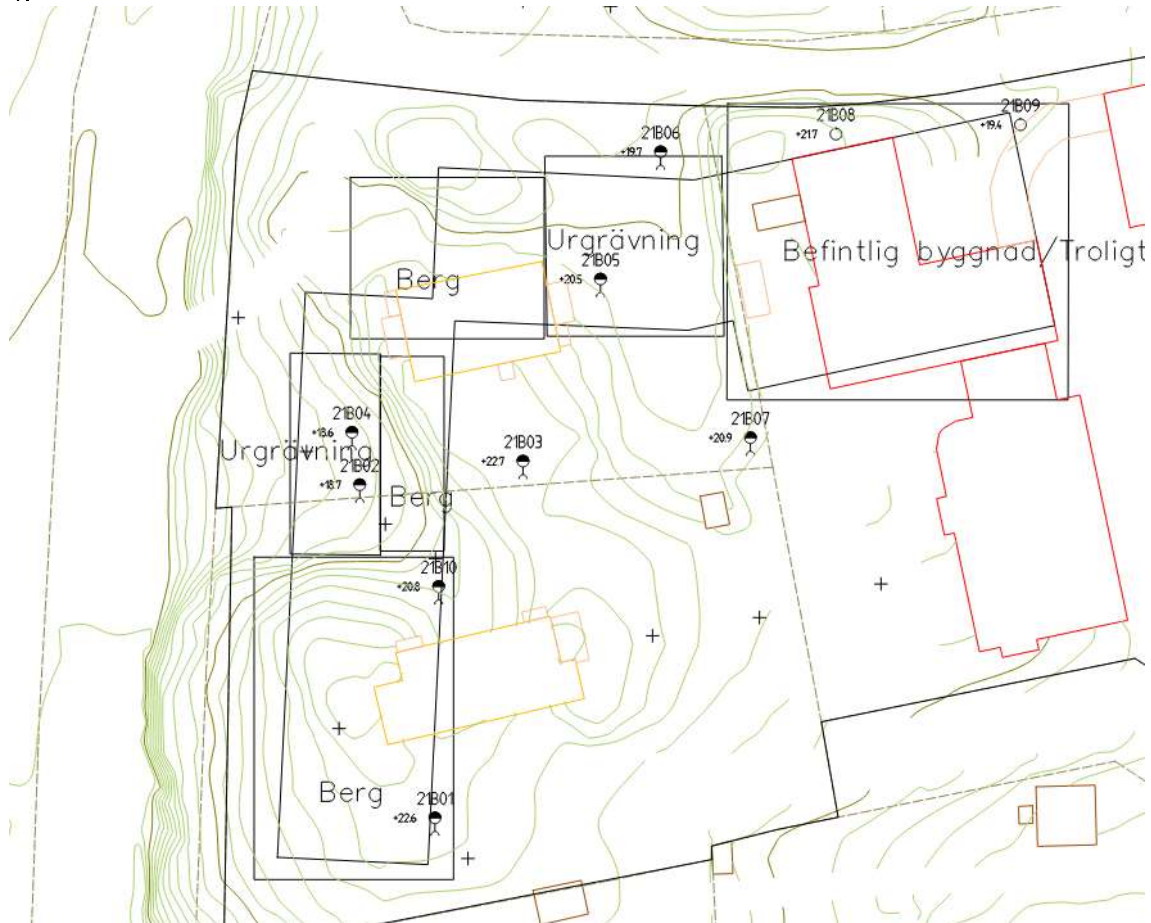 21B09
21B08
+19.4
+21.7
21B06
+19.7
Urgrävning
Befintlig byggnad/Troligt
21B05
Berg
+20.5
21B04
21B07
+18.6
+20.9
21B03
Urgrävning
+22.7
21B02
+18.7
Berg
21B10
+20.8
Berg
21B01
+22.6